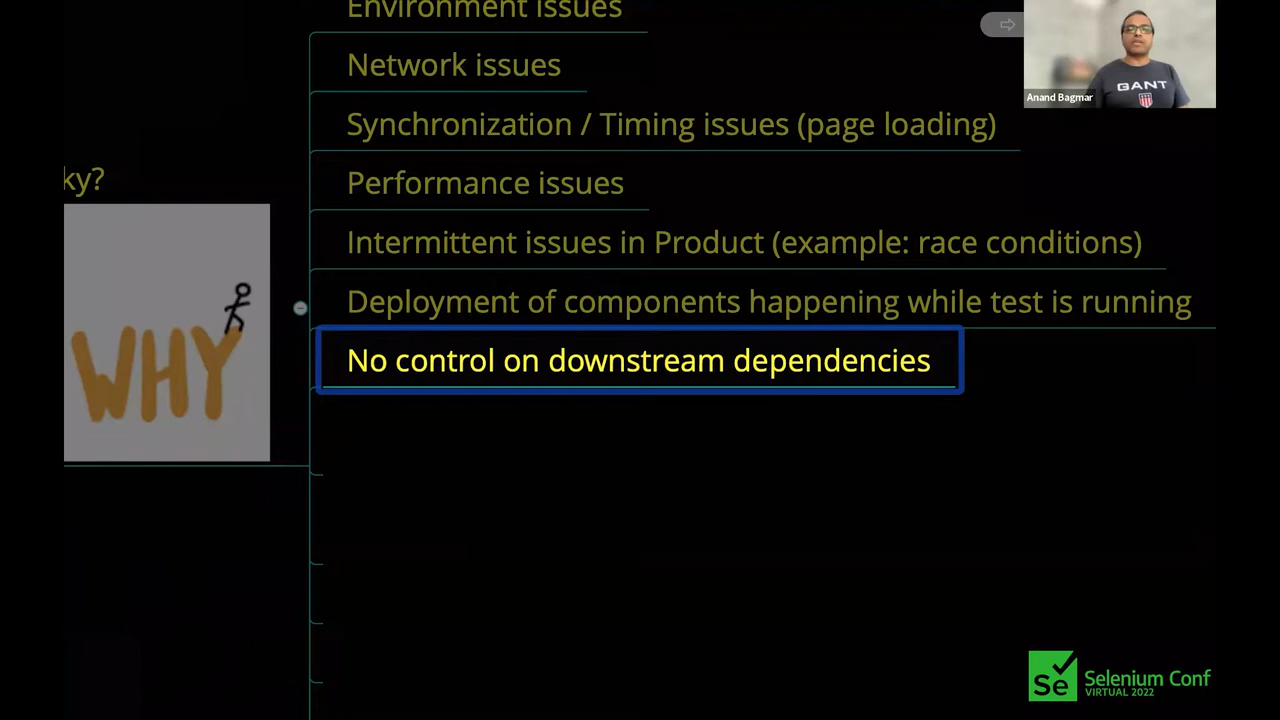 Environment issues
Network issues
Synchronization / Timing issues (page loading)
Performance issues
Intermittent issues in Product (example: race conditions)
Deployment of components happening while test is running
No control on downstream dependencies
ky?
WHY
GANT
Anand Bagmar
Se
Selenium Conf
VIRTUAL 2022